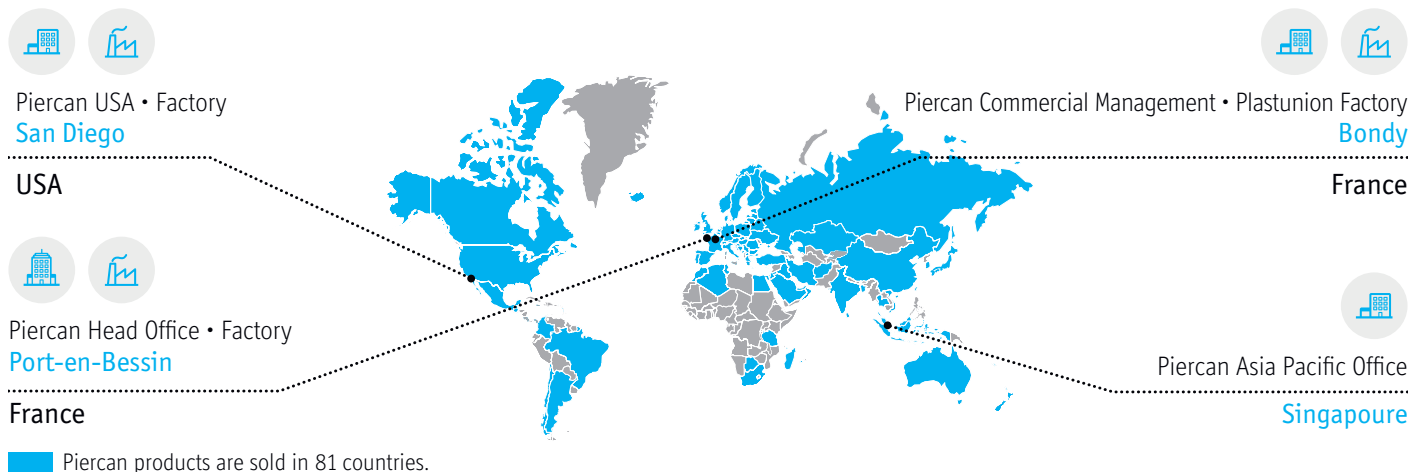 Piercan USA • Factory
San Diego
USA
Piercan Head Office • Factory
Port-en-Bessin
France
Piercan Commercial Management • Plastunion Factory
Bondy
France
Piercan Asia Pacific Office
Singapoure
Piercan products are sold in 81 countries.